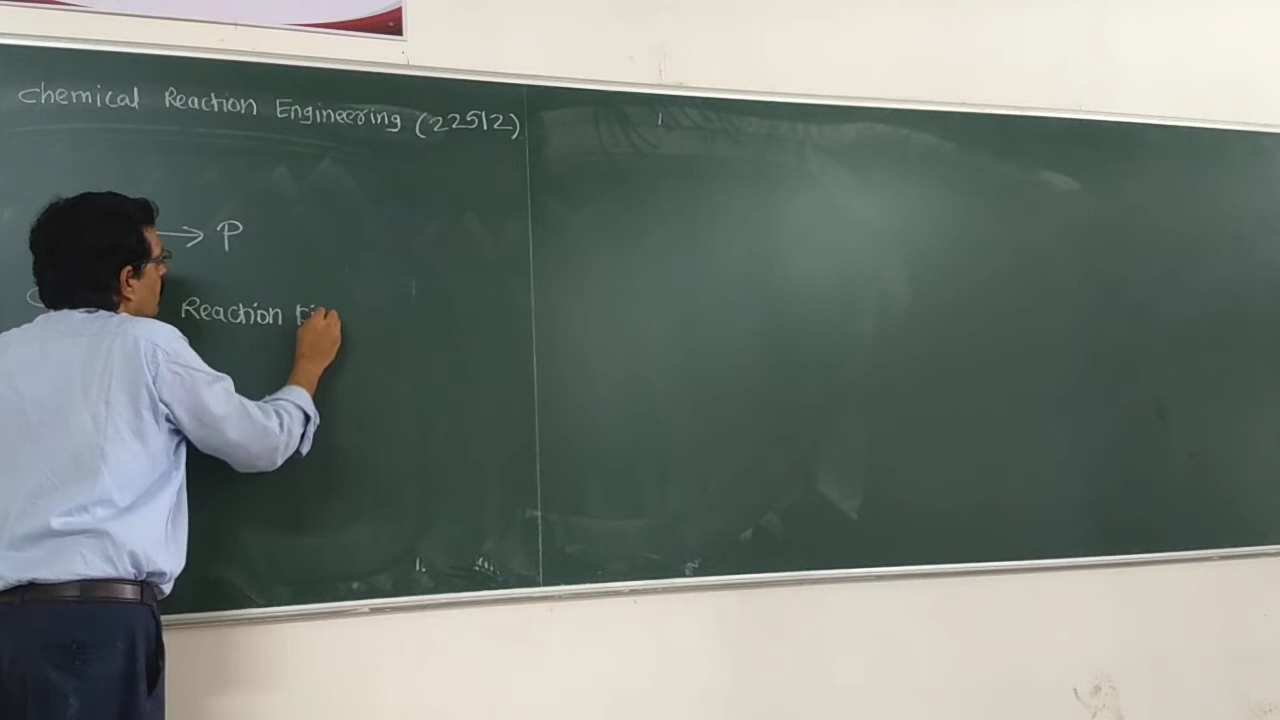 Chemical Reaction Engineering (22512)
→ P
Reaction